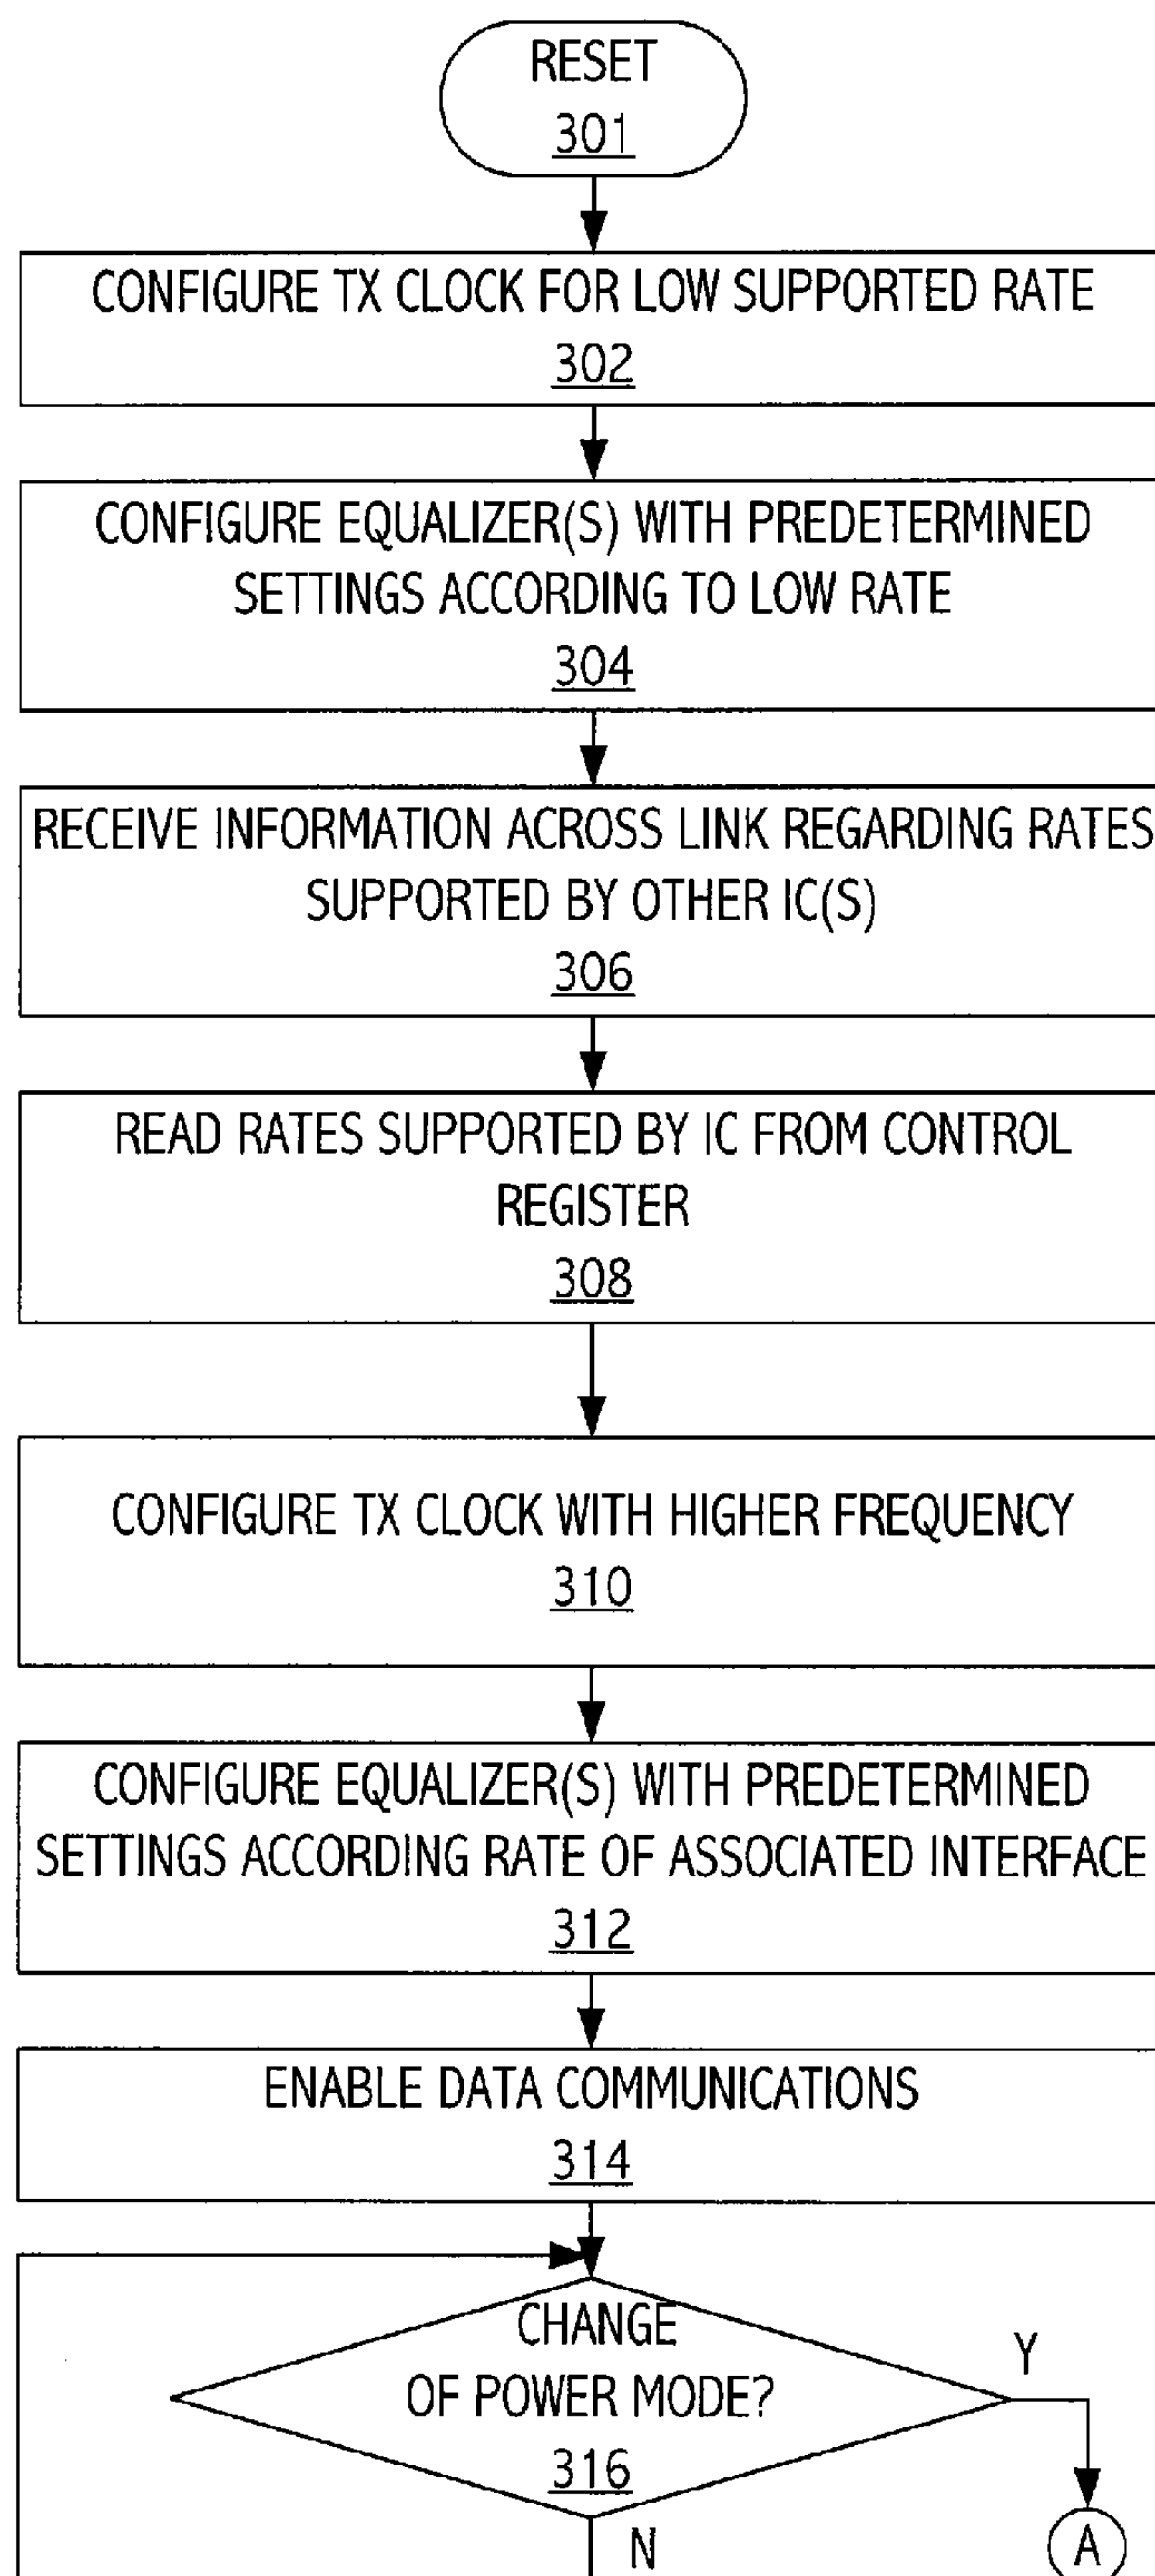 RESET
301
CONFIGURE TX CLOCK FOR LOW SUPPORTED RATE
302
CONFIGURE EQUALIZER(S) WITH PREDETERMINED
SETTINGS ACCORDING TO LOW RATE
304
RECEIVE INFORMATION ACROSS LINK REGARDING RATES
SUPPORTED BY OTHER IC(S)
306
READ RATES SUPPORTED BY IC FROM CONTROL
REGISTER
308
CONFIGURE TX CLOCK WITH HIGHER FREQUENCY
310
CONFIGURE EQUALIZER(S) WITH PREDETERMINED
SETTINGS ACCORDING RATE OF ASSOCIATED INTERFACE
312
ENABLE DATA COMMUNICATIONS
314
CHANGE
OF POWER MODE?
316
Y
N
A